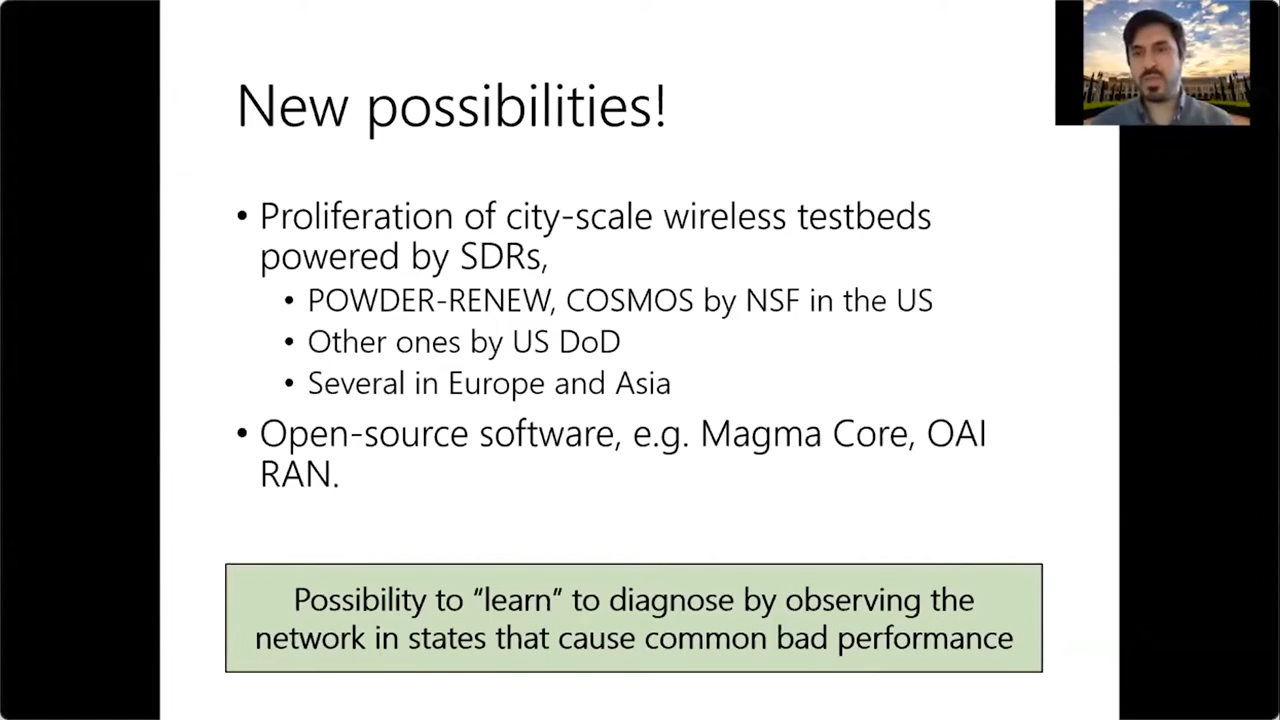 New possibilities!
• Proliferation of city-scale wireless testbeds
powered by SDRs,
• POWDER-RENEW, COSMOS by NSF in the US
• Other ones by US DoD
• Several in Europe and Asia
• Open-source software, e.g. Magma Core, OAI
RAN.
Possibility to “learn” to diagnose by observing the
network in states that cause common bad performance